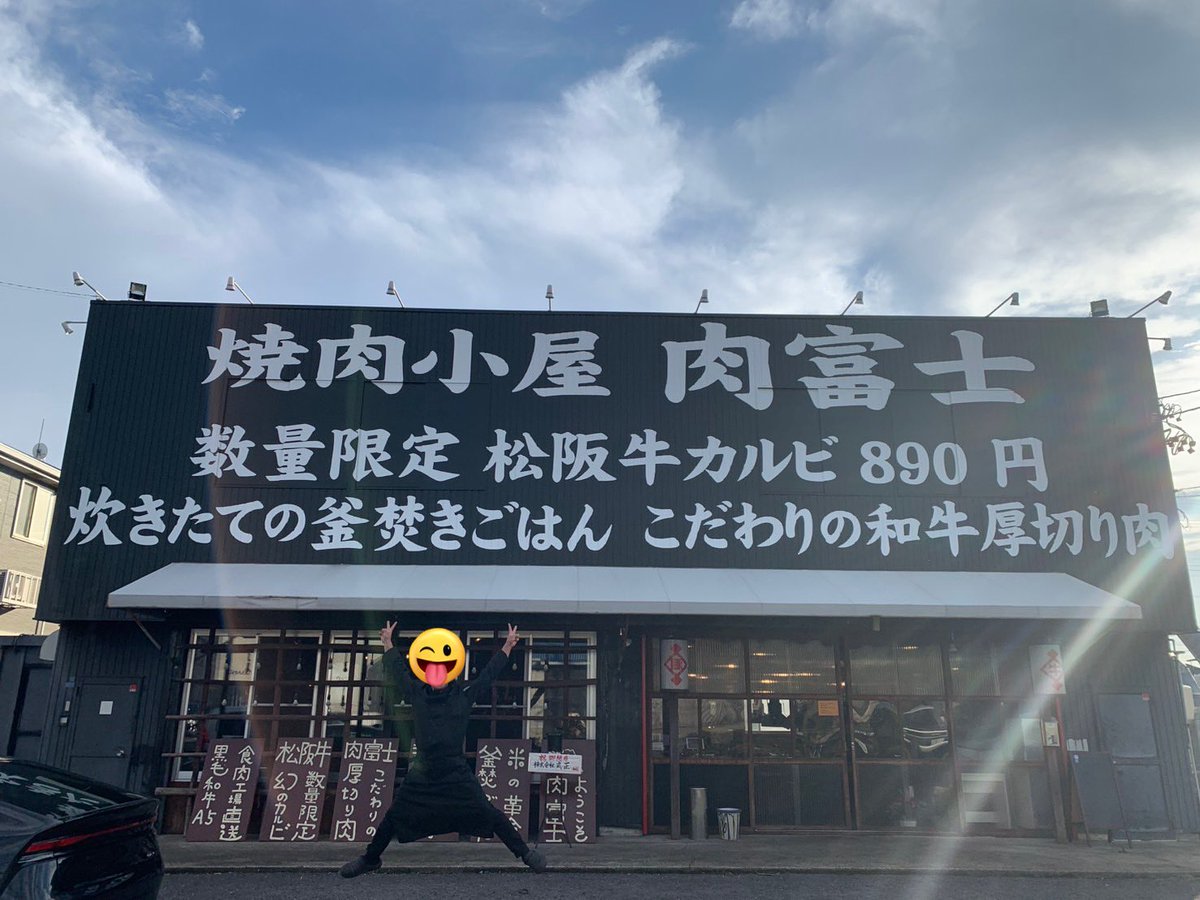 焼肉小屋 肉富士
数量限定 松阪牛カルビ 890 円
炊きたての釜焚きごはん こだわりの和牛厚切り肉
食肉工場直送
黒毛和牛A5
松阪牛 数量限定
幻のカルビ
肉富士 こだわりの
肉厚切り肉
米の
釜焚
ようこそ
肉富士